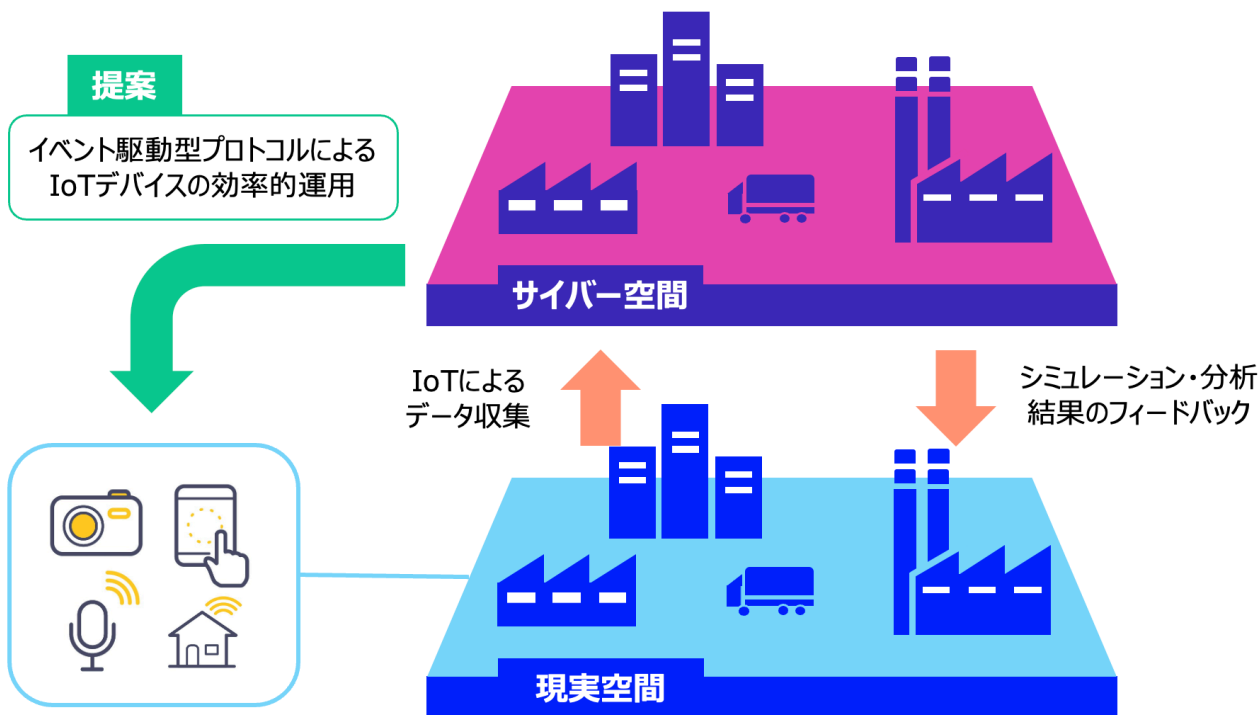 提案
イベント駆動型プロトコルによる
IoTデバイスの効率的運用
サイバー空間
IoTによる
データ収集
シミュレーション・分析
結果のフィードバック
現実空間